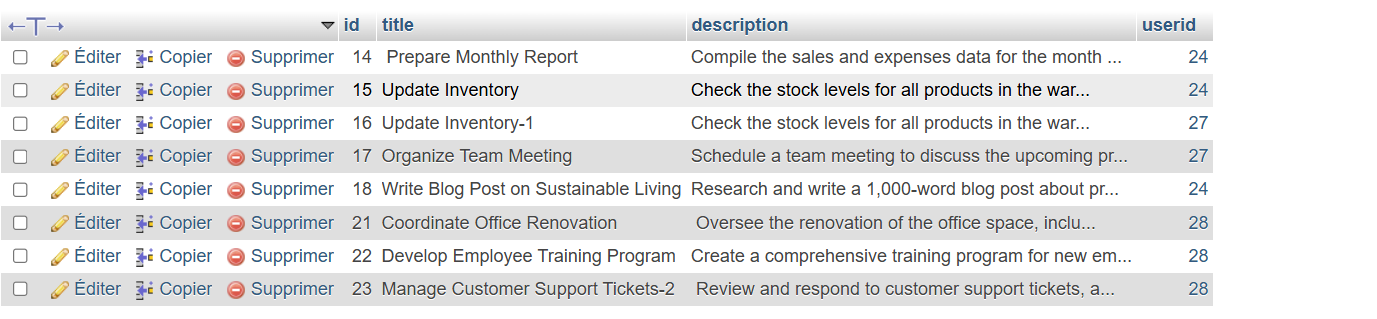 ←T→ id title description userid
Éditer Copier Supprimer 14 Prepare Monthly Report Compile the sales and expenses data for the month ... 24
Éditer Copier Supprimer 15 Update Inventory Check the stock levels for all products in the war... 24
Éditer Copier Supprimer 16 Update Inventory-1 Check the stock levels for all products in the war... 27
Éditer Copier Supprimer 17 Organize Team Meeting Schedule a team meeting to discuss the upcoming pr... 27
Éditer Copier Supprimer 18 Write Blog Post on Sustainable Living Research and write a 1,000-word blog post about pr... 24
Éditer Copier Supprimer 21 Coordinate Office Renovation Oversee the renovation of the office space, inclu... 28
Éditer Copier Supprimer 22 Develop Employee Training Program Create a comprehensive training program for new em... 28
Éditer Copier Supprimer 23 Manage Customer Support Tickets-2 Review and respond to customer support tickets, a... 28